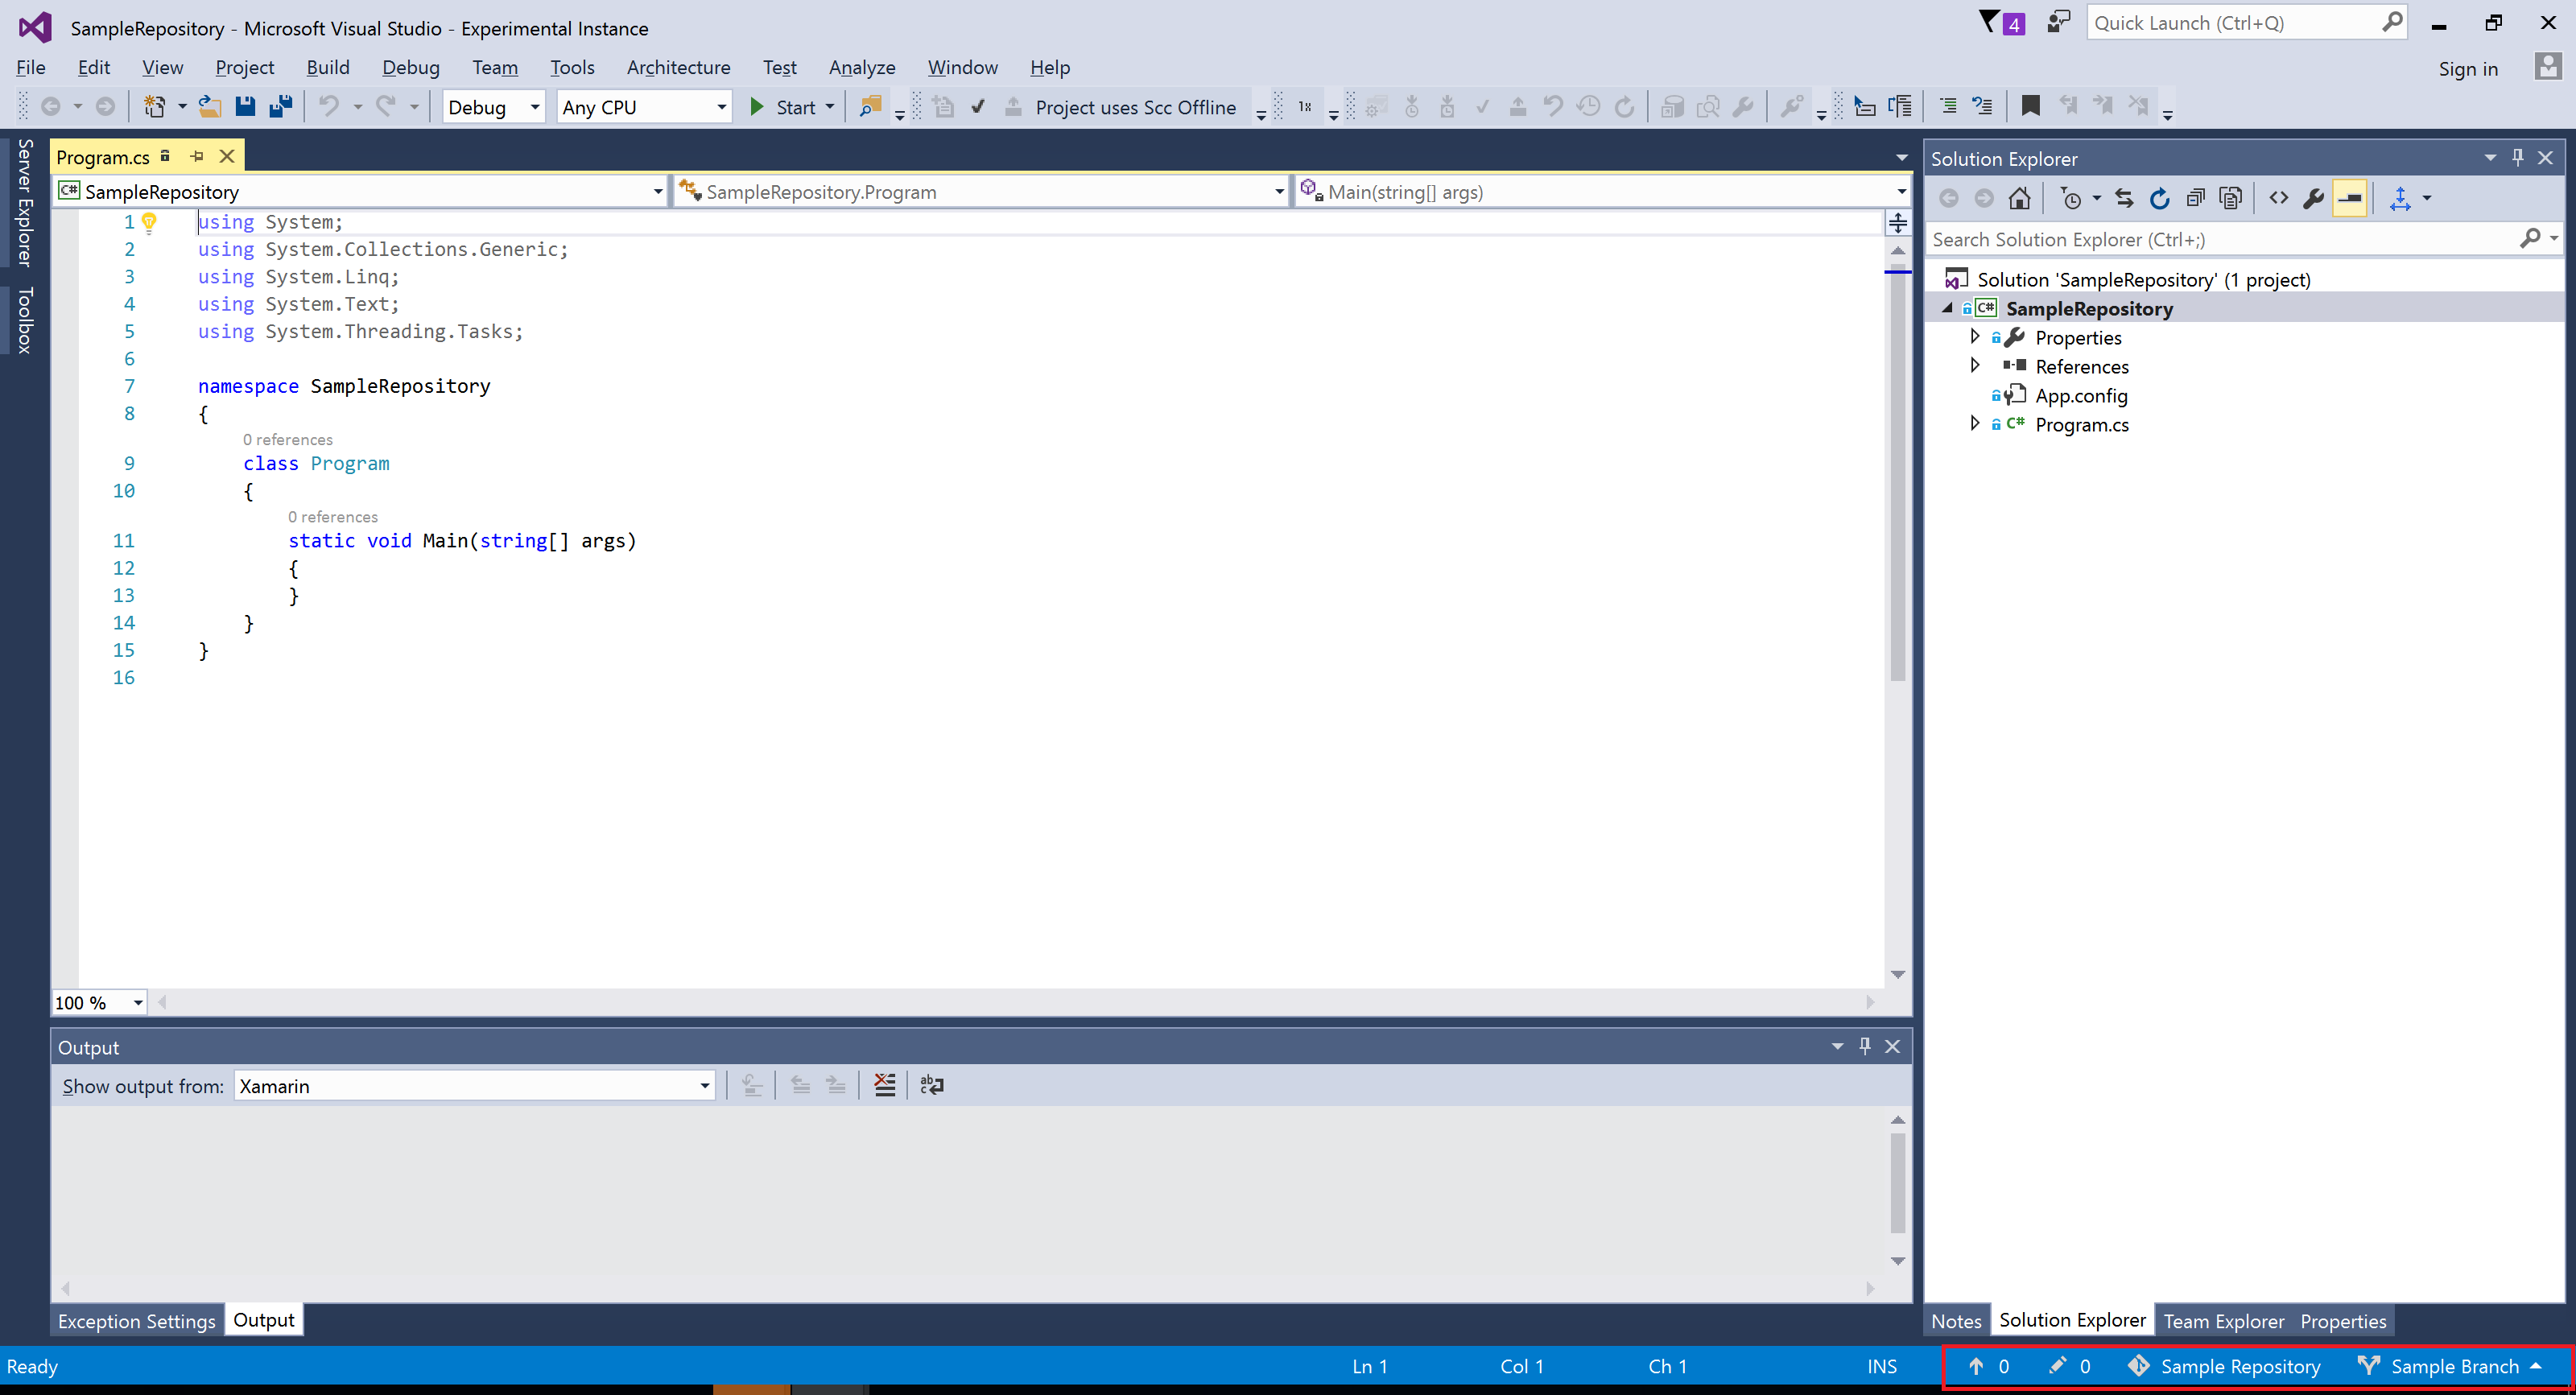 SampleRepository - Microsoft Visual Studio - Experimental Instance
4
Quick Launch (Ctrl+Q)
File Edit View Project Build Debug Team Tools Architecture Test Analyze Window Help
Sign in
Debug Any CPU Start Project uses Scc Offline
Server Explorer
Toolbox
Program.cs
C# SampleRepository SampleRepository.Program Main(string[] args)
1 using System;
2 using System.Collections.Generic;
3 using System.Linq;
4 using System.Text;
5 using System.Threading.Tasks;
6
7 namespace SampleRepository
8 {
0 references
9 class Program
10 {
0 references
11 static void Main(string[] args)
12 {
13 }
14 }
15 }
16
100 %
Output
Show output from: Xamarin
Exception Settings Output
Solution Explorer
Search Solution Explorer (Ctrl+;)
Solution 'SampleRepository' (1 project)
C# SampleRepository
Properties
References
App.config
C# Program.cs
Notes Solution Explorer Team Explorer Properties
Ready Ln 1 Col 1 Ch 1 INS 0 0 Sample Repository Sample Branch